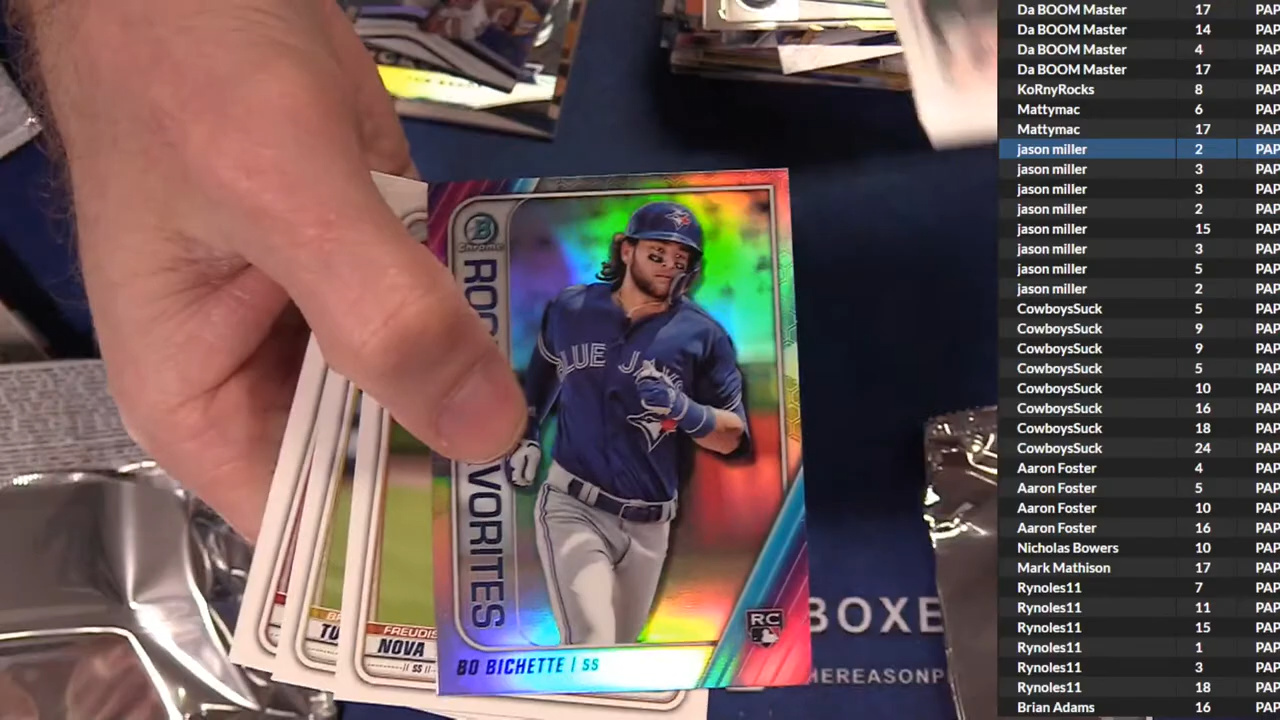 Chrome
ROO
VORITES
BLUE JAYS
BO BICHETTE | SS
RC
FREUDIS
NOVA
SS
TO
BOXE
HEREASONP
Da BOOM Master 17 PAP
Da BOOM Master 14 PAP
Da BOOM Master 4 PAP
Da BOOM Master 17 PAP
KoRnyRocks 8 PAP
Mattymac 6 PAP
Mattymac 17 PAP
jason miller 2 PAP
jason miller 3 PAP
jason miller 3 PAP
jason miller 2 PAP
jason miller 15 PAP
jason miller 3 PAP
jason miller 5 PAP
jason miller 2 PAP
CowboysSuck 5 PAP
CowboysSuck 9 PAP
CowboysSuck 9 PAP
CowboysSuck 5 PAP
CowboysSuck 10 PAP
CowboysSuck 16 PAP
CowboysSuck 18 PAP
CowboysSuck 24 PAP
Aaron Foster 4 PAP
Aaron Foster 5 PAP
Aaron Foster 10 PAP
Aaron Foster 16 PAP
Nicholas Bowers 10 PAP
Mark Mathison 17 PAP
Rynoles11 7 PAP
Rynoles11 11 PAP
Rynoles11 15 PAP
Rynoles11 1 PAP
Rynoles11 3 PAP
Rynoles11 18 PAP
Brian Adams 16 PAP